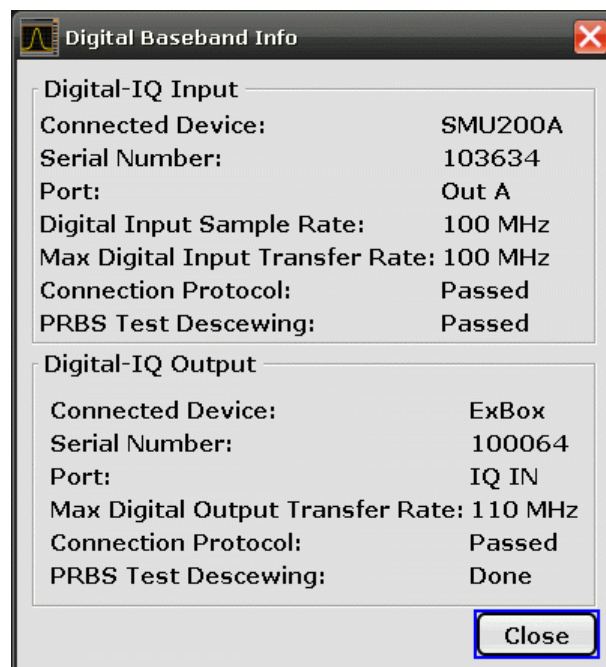 Digital Baseband Info
Digital-IQ Input
Connected Device: SMU200A
Serial Number: 103634
Port: Out A
Digital Input Sample Rate: 100 MHz
Max Digital Input Transfer Rate: 100 MHz
Connection Protocol: Passed
PRBS Test Descewing: Passed
Digital-IQ Output
Connected Device: ExBox
Serial Number: 100064
Port: IQ IN
Max Digital Output Transfer Rate: 110 MHz
Connection Protocol: Passed
PRBS Test Descewing: Done
Close